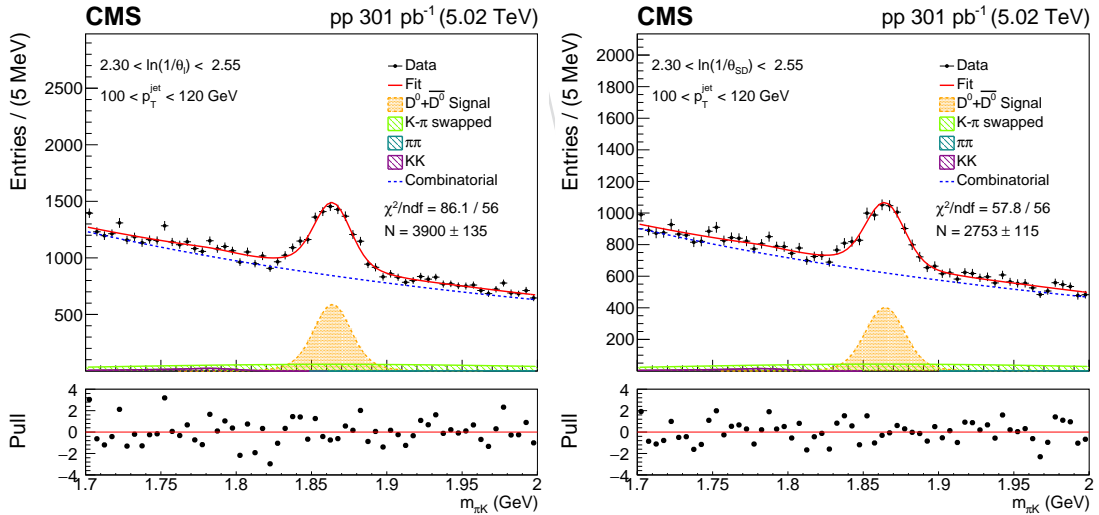 CMS pp 301 pb⁻¹ (5.02 TeV)
Entries / (5 MeV)
2500
2000
1500
1000
500
2.30 < ln(1/θ_l) < 2.55
100 < p_T^jet < 120 GeV
Data
Fit
D⁰+D̅⁰ Signal
K-π swapped
ππ
KK
Combinatorial
χ²/ndf = 86.1 / 56
N = 3900 ± 135
Pull
4
2
0
−2
−4
1.7 1.75 1.8 1.85 1.9 1.95 2
m_πK (GeV)
CMS pp 301 pb⁻¹ (5.02 TeV)
Entries / (5 MeV)
2000
1800
1600
1400
1200
1000
800
600
400
200
2.30 < ln(1/θ_SD) < 2.55
100 < p_T^jet < 120 GeV
Data
Fit
D⁰+D̅⁰ Signal
K-π swapped
ππ
KK
Combinatorial
χ²/ndf = 57.8 / 56
N = 2753 ± 115
Pull
4
2
0
−2
−4
1.7 1.75 1.8 1.85 1.9 1.95 2
m_πK (GeV)